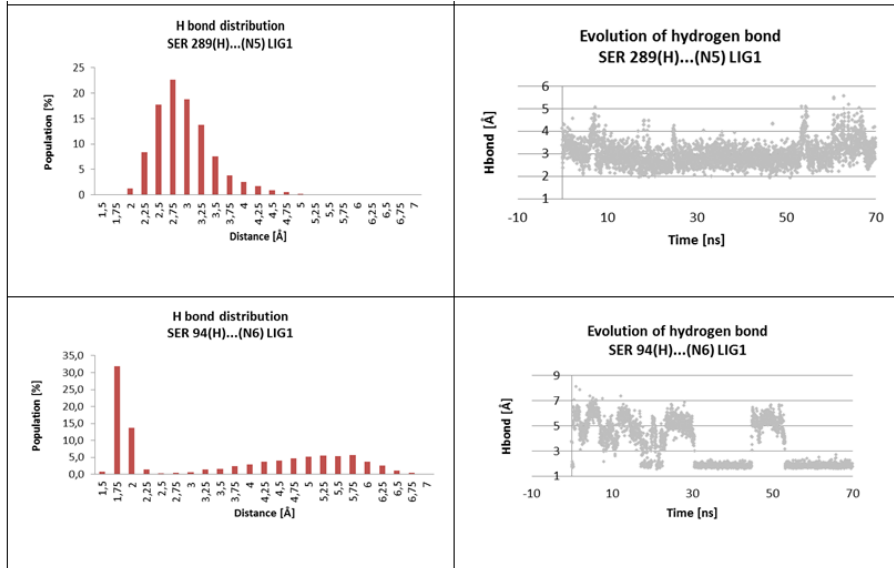 H bond distribution
SER 289(H)...(N5) LIG1
Population [%]
25
20
15
10
5
0
1,5 1,75 2 2,25 2,5 2,75 3 3,25 3,5 3,75 4 4,25 4,5 4,75 5 5,25 5,5 5,75 6 6,25 6,5 6,75 7
Distance [Å]
Evolution of hydrogen bond
SER 289(H)...(N5) LIG1
Hbond [Å]
6
5
4
3
2
1
-10 10 30 50 70
Time [ns]
H bond distribution
SER 94(H)...(N6) LIG1
Population [%]
35,0
30,0
25,0
20,0
15,0
10,0
5,0
0,0
1,5 1,75 2 2,25 2,5 2,75 3 3,25 3,5 3,75 4 4,25 4,5 4,75 5 5,25 5,5 5,75 6 6,25 6,5 6,75 7
Distance [Å]
Evolution of hydrogen bond
SER 94(H)...(N6) LIG1
Hbond [Å]
9
7
5
3
1
-10 10 30 50 70
Time [ns]